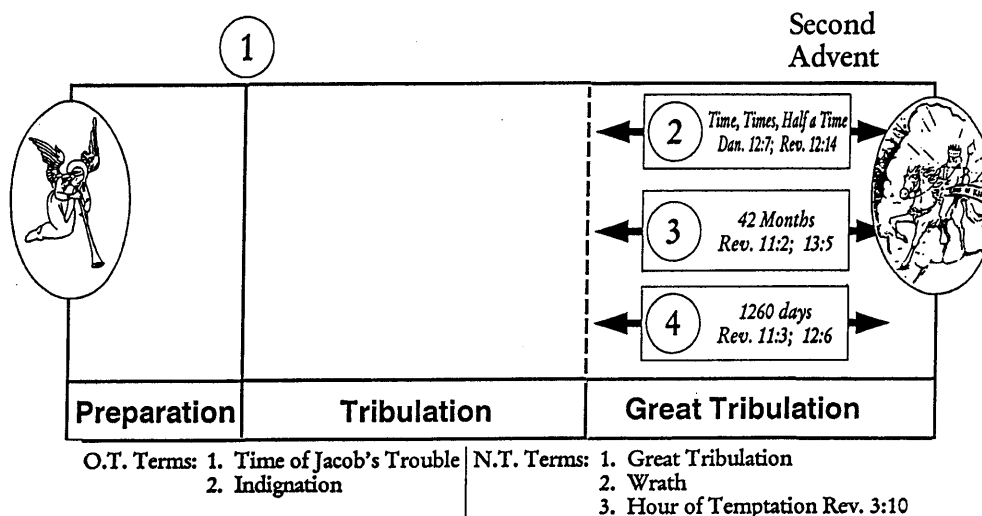 1
Second
Advent
2
Time, Times, Half a Time
Dan. 12:7; Rev. 12:14
3
42 Months
Rev. 11:2; 13:5
4
1260 days
Rev. 11:3; 12:6
Preparation
Tribulation
Great Tribulation
O.T. Terms: 1. Time of Jacob's Trouble
2. Indignation
N.T. Terms: 1. Great Tribulation
2. Wrath
3. Hour of Temptation Rev. 3:10